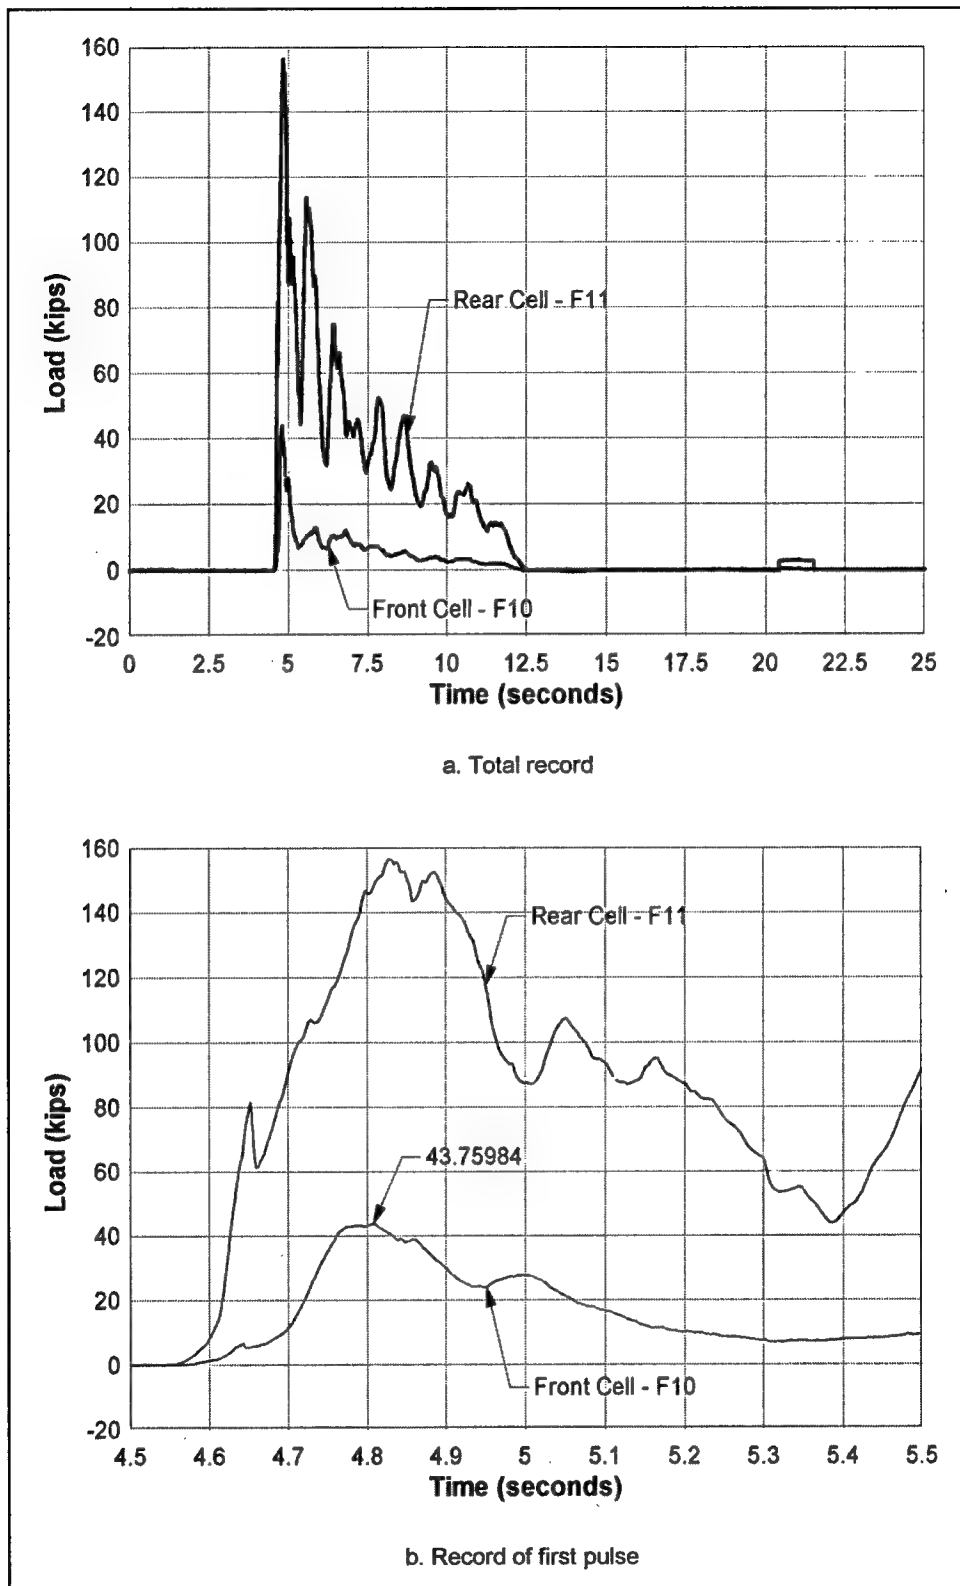 160
140
120
100
80
60
40
20
0
-20
Load (kips)
Rear Cell - F11
Front Cell - F10
0 2.5 5 7.5 10 12.5 15 17.5 20 22.5 25
Time (seconds)
a. Total record
160
140
120
100
80
60
40
20
0
-20
Load (kips)
Rear Cell - F11
43.75984
Front Cell - F10
4.5 4.6 4.7 4.8 4.9 5 5.1 5.2 5.3 5.4 5.5
Time (seconds)
b. Record of first pulse